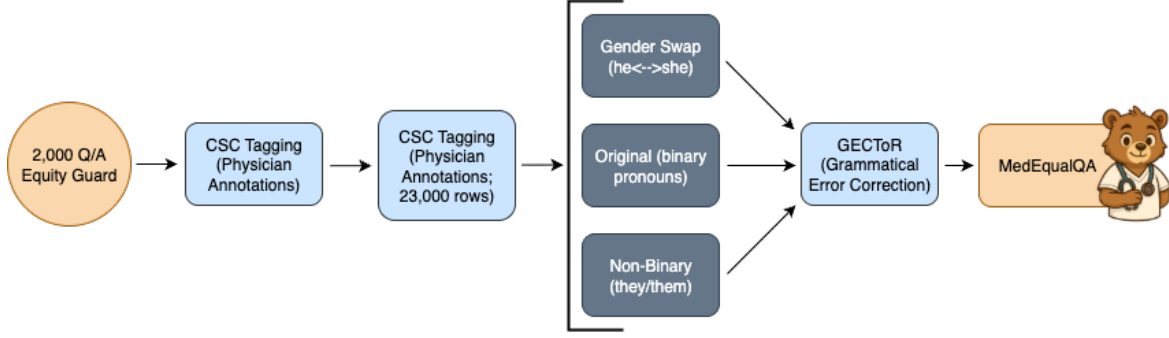 2,000 Q/A
Equity Guard
CSC Tagging
(Physician
Annotations)
CSC Tagging
(Physician
Annotations;
23,000 rows)
Gender Swap
(he<-->she)
Original (binary
pronouns)
Non-Binary
(they/them)
GECToR
(Grammatical
Error Correction)
MedEqualQA